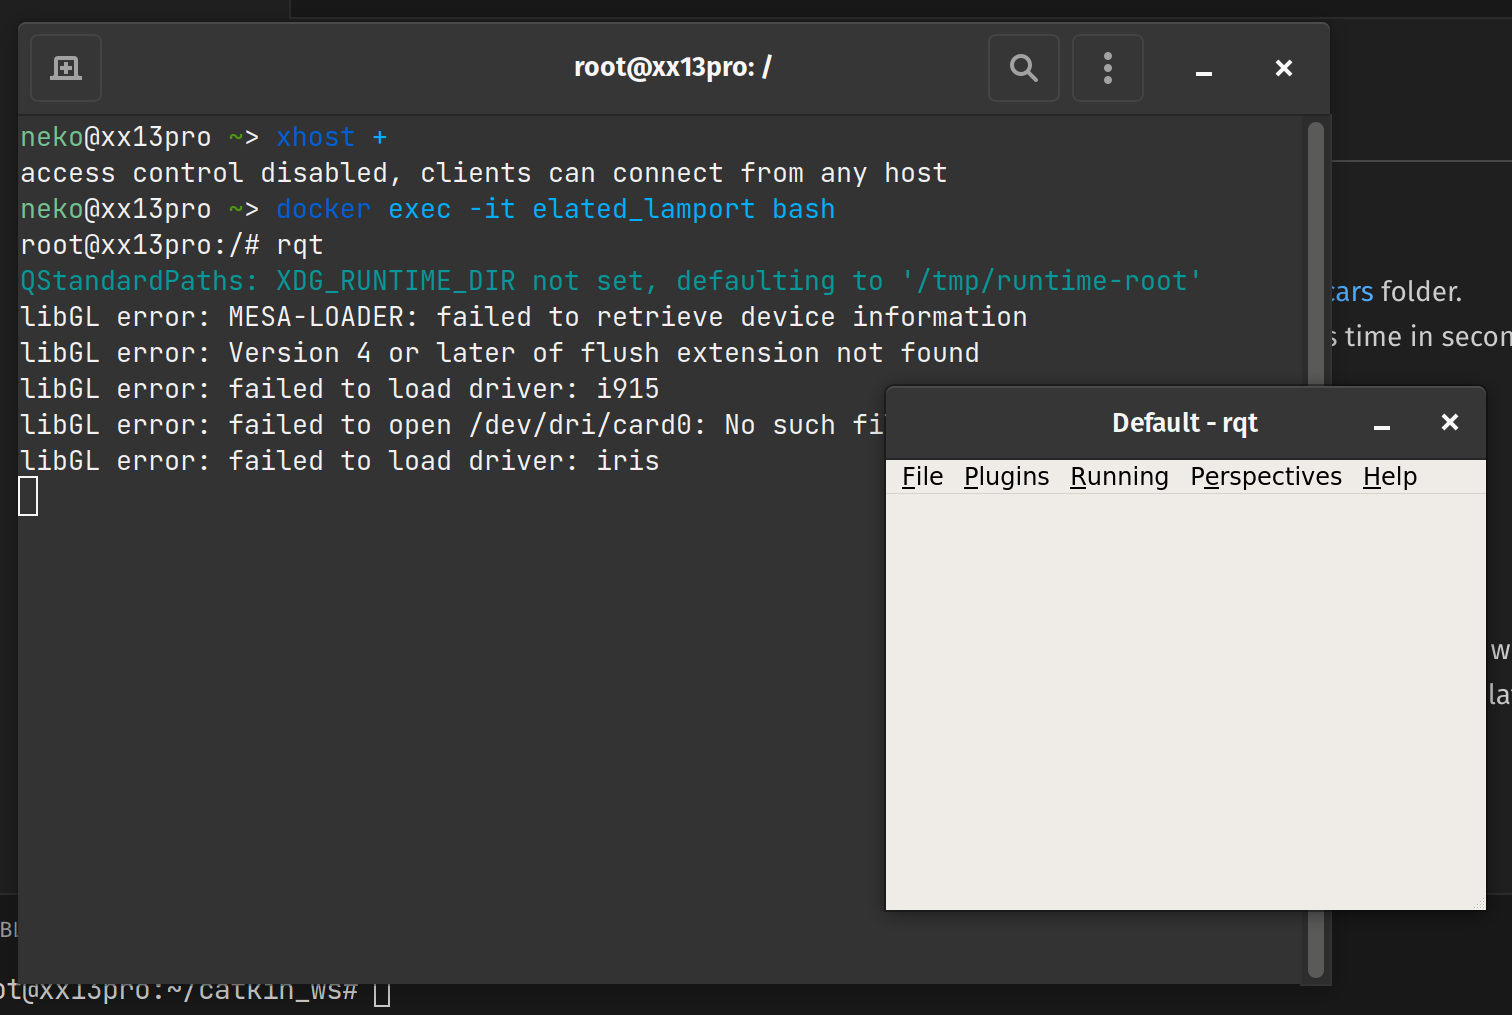 root@xx13pro: /
neko@xx13pro ~> xhost +
access control disabled, clients can connect from any host
neko@xx13pro ~> docker exec -it elated_lamport bash
root@xx13pro:/# rqt
QStandardPaths: XDG_RUNTIME_DIR not set, defaulting to '/tmp/runtime-root'
libGL error: MESA-LOADER: failed to retrieve device information
libGL error: Version 4 or later of flush extension not found
libGL error: failed to load driver: i915
libGL error: failed to open /dev/dri/card0: No such fi
libGL error: failed to load driver: iris
cars folder.
s time in secon
Default - rqt
File Plugins Running Perspectives Help
w
la
BL
ot@xx13pro:~/catkin_ws#